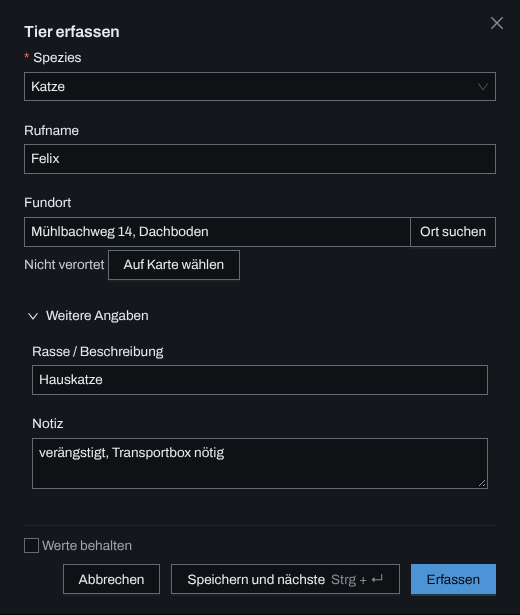 Tier erfassen
* Spezies
Katze
Rufname
Felix
Fundort
Mühlbachweg 14, Dachboden Ort suchen
Nicht verortet Auf Karte wählen
Weitere Angaben
Rasse / Beschreibung
Hauskatze
Notiz
verängstigt, Transportbox nötig
Werte behalten
Abbrechen Speichern und nächste Strg + ↵ Erfassen